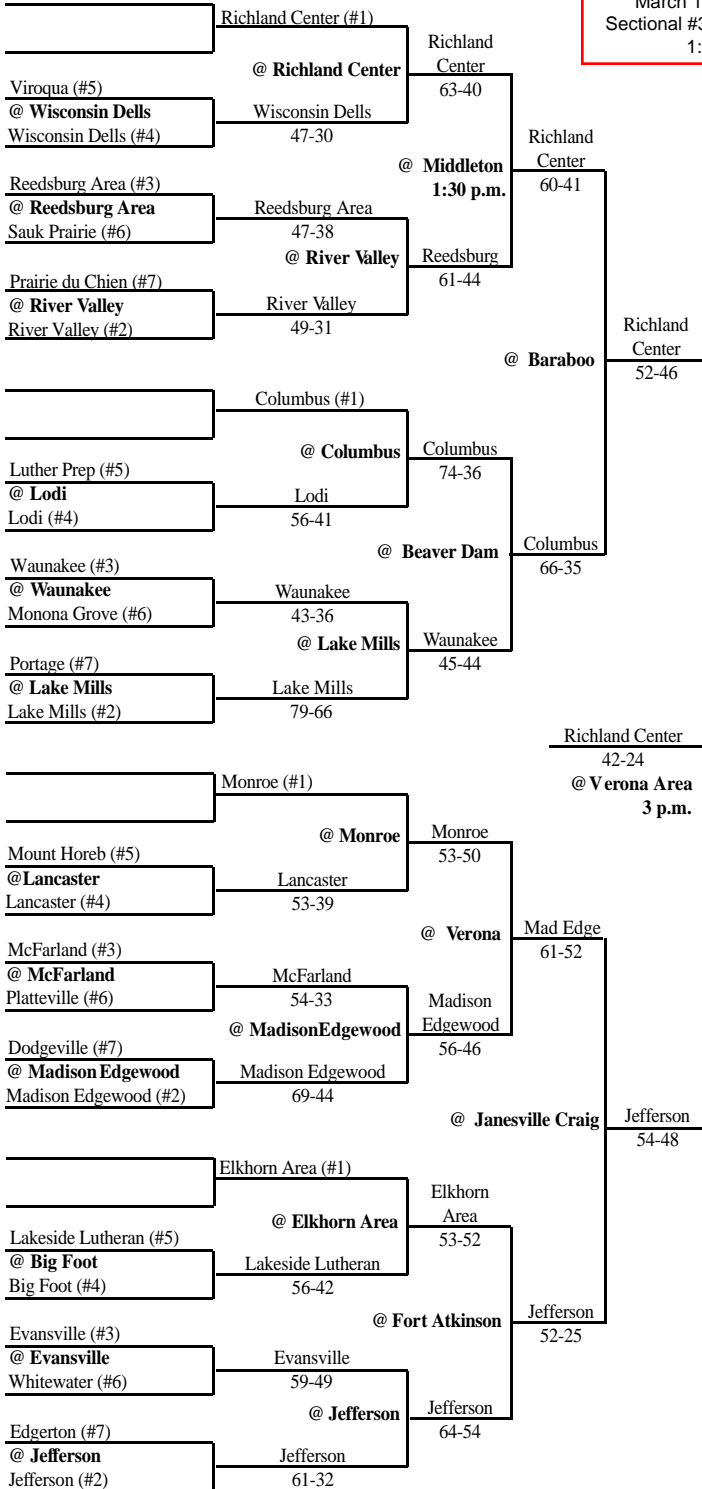 March 1
Sectional #3
1:
Richland Center (#1)
Richland
Center
@ Richland Center
63-40
Viroqua (#5)
@ Wisconsin Dells
Wisconsin Dells
Wisconsin Dells (#4)
47-30
Richland
Center
@ Middleton
1:30 p.m.
60-41
Reedsburg Area (#3)
@ Reedsburg Area
Reedsburg Area
Sauk Prairie (#6)
47-38
@ River Valley
Reedsburg
61-44
Prairie du Chien (#7)
@ River Valley
River Valley
River Valley (#2)
49-31
Richland
Center
@ Baraboo
52-46
Columbus (#1)
@ Columbus
Columbus
74-36
Luther Prep (#5)
@ Lodi
Lodi
Lodi (#4)
56-41
@ Beaver Dam
Columbus
66-35
Waunakee (#3)
@ Waunakee
Waunakee
Monona Grove (#6)
43-36
@ Lake Mills
Waunakee
45-44
Portage (#7)
@ Lake Mills
Lake Mills
Lake Mills (#2)
79-66
Richland Center
42-24
@Verona Area
3 p.m.
Monroe (#1)
@ Monroe
Monroe
53-50
Mount Horeb (#5)
@Lancaster
Lancaster
Lancaster (#4)
53-39
@ Verona
Mad Edge
61-52
McFarland (#3)
@ McFarland
McFarland
Platteville (#6)
54-33
Madison
@ MadisonEdgewood
Edgewood
56-46
Dodgeville (#7)
@ Madison Edgewood
Madison Edgewood
Madison Edgewood (#2)
69-44
@ Janesville Craig
Jefferson
54-48
Elkhorn Area (#1)
Elkhorn
Area
@ Elkhorn Area
53-52
Lakeside Lutheran (#5)
@ Big Foot
Lakeside Lutheran
Big Foot (#4)
56-42
@ Fort Atkinson
Jefferson
52-25
Evansville (#3)
@ Evansville
Evansville
Whitewater (#6)
59-49
@ Jefferson
Jefferson
64-54
Edgerton (#7)
@ Jefferson
Jefferson
Jefferson (#2)
61-32